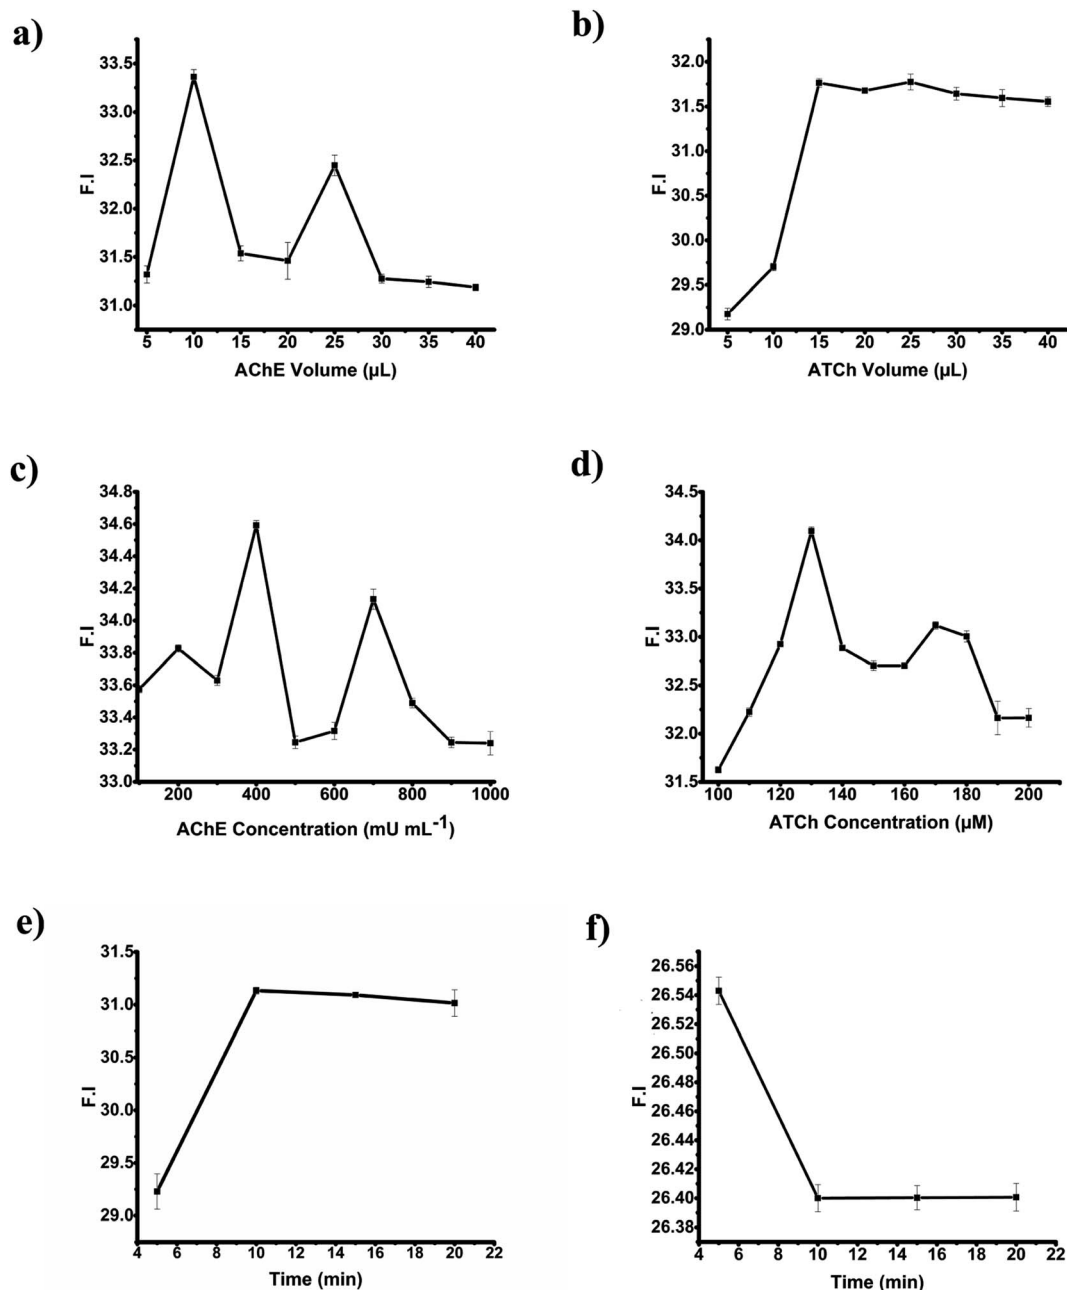 a)
33.5
33.0
32.5
32.0
31.5
31.0
F.I
5 10 15 20 25 30 35 40
AChE Volume (µL)
b)
32.0
31.5
31.0
30.5
30.0
29.5
29.0
F.I
5 10 15 20 25 30 35 40
ATCh Volume (µL)
c)
34.8
34.6
34.4
34.2
34.0
33.8
33.6
33.4
33.2
33.0
F.I
200 400 600 800 1000
AChE Concentration (mU mL⁻¹)
d)
34.5
34.0
33.5
33.0
32.5
32.0
31.5
F.I
100 120 140 160 180 200
ATCh Concentration (µM)
e)
31.5
31.0
30.5
30.0
29.5
29.0
F.I
4 6 8 10 12 14 16 18 20 22
Time (min)
f)
26.56
26.54
26.52
26.50
26.48
26.46
26.44
26.42
26.40
26.38
F.I
4 6 8 10 12 14 16 18 20 22
Time (min)